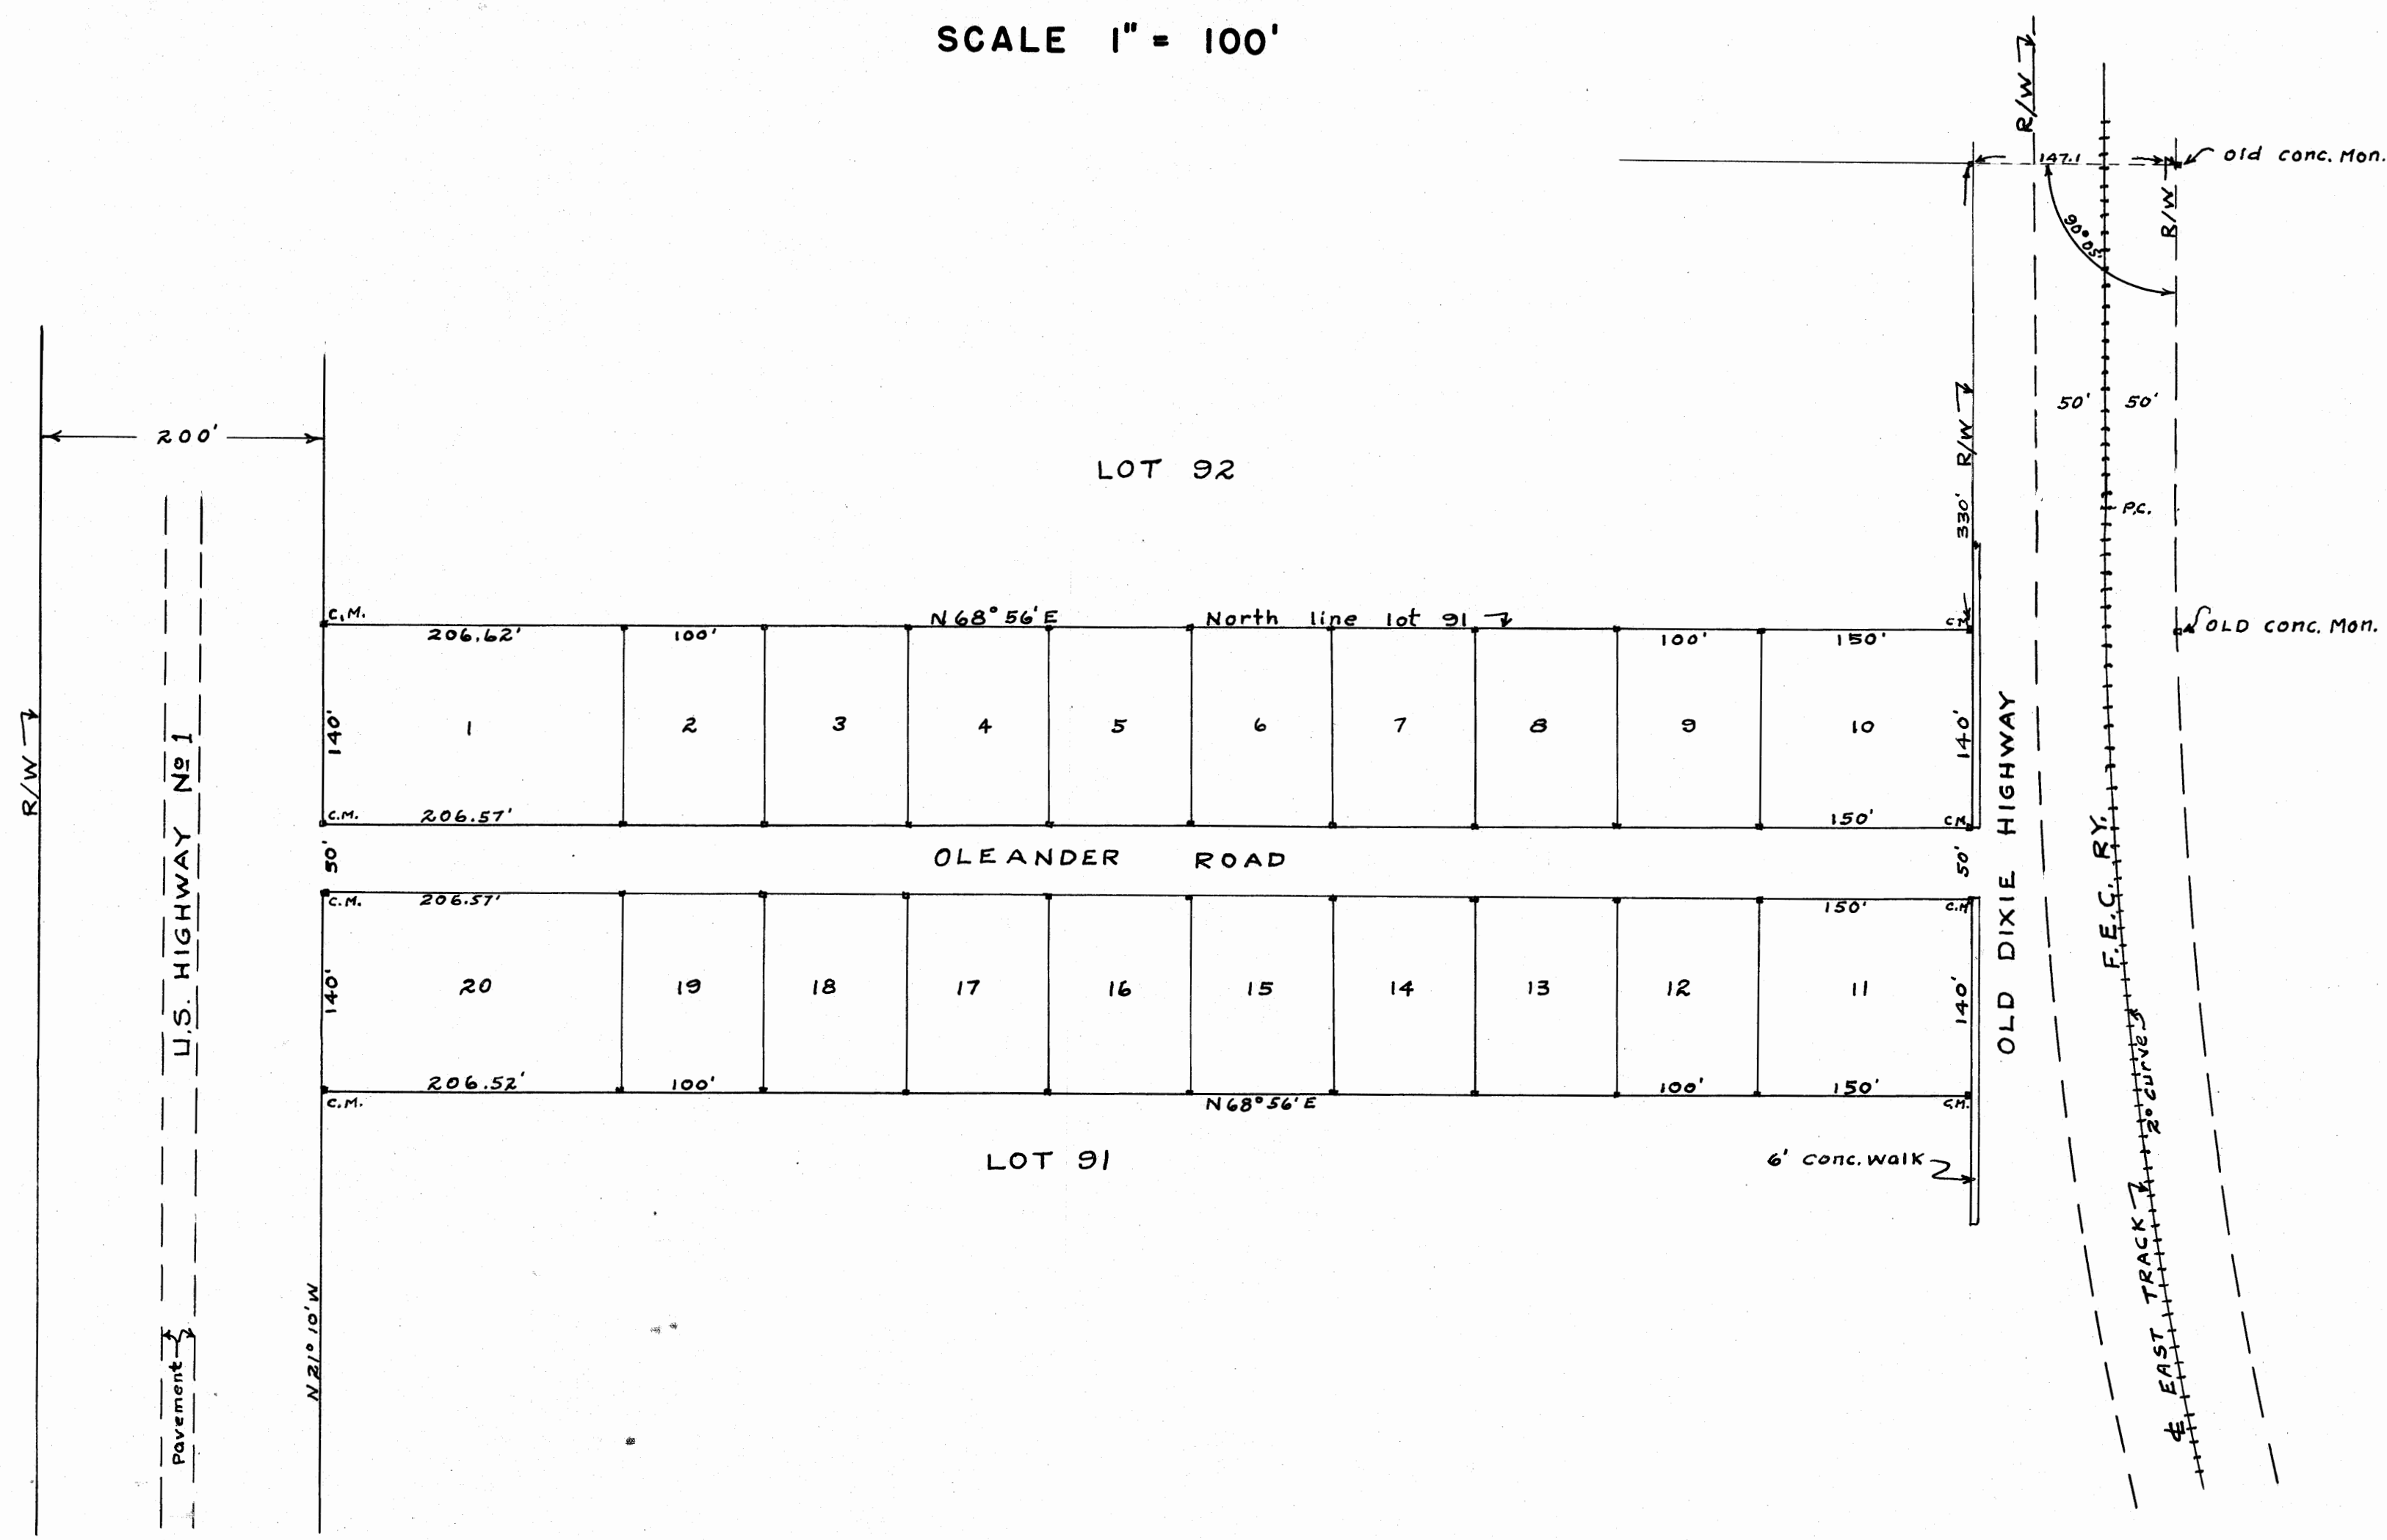 SCALE 1" = 100'
R/W
147.1
old conc. Mon.
R/W
90°05'
50' 50'
200'
R/W
LOT 92
330'
P.C.
C.M.
N 68° 56' E North line lot 91
C.M.
OLD conc. Mon.
206.62' 100' 100' 150'
R/W
U.S. HIGHWAY No 1
140'
1 2 3 4 5 6 7 8 9 10
140'
OLD DIXIE HIGHWAY
F.E.C. RY.
C.M. 206.57' 150' C.M.
50'
OLEANDER ROAD
50'
C.M. 206.57' 150' C.M.
140'
20 19 18 17 16 15 14 13 12 11
140'
2° curve
206.52' 100' 100' 150'
C.M. N 68° 56' E C.M.
LOT 91
6' conc. walk
N 21° 10' W
pavement
℄ EAST TRACK